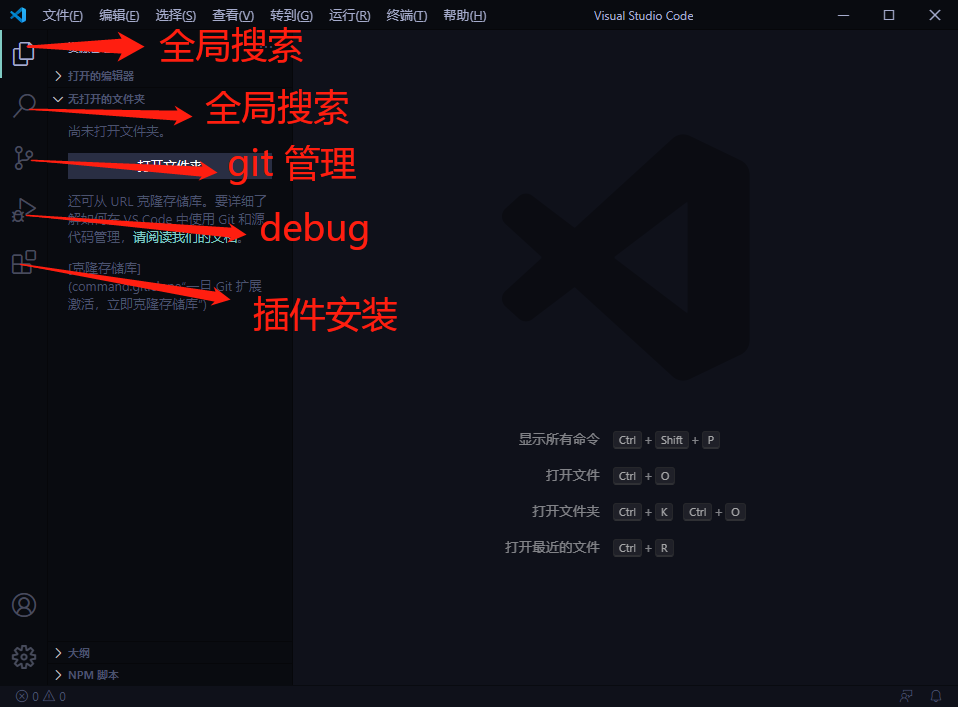 文件(F) 编辑(E) 选择(S) 查看(V) 转到(G) 运行(R) 终端(T) 帮助(H) Visual Studio Code
全局搜索
打开的编辑器
无打开的文件夹
全局搜索
尚未打开文件夹。
打开文件夹
git 管理
还可从 URL 克隆存储库。要详细了
解如何在 VS Code 中使用 Git 和源
代码管理，请阅读我们的文档。
debug
[克隆存储库]
(command:git.clone "一旦 Git 扩展
激活，立即克隆存储库")
插件安装
显示所有命令 Ctrl + Shift + P
打开文件 Ctrl + O
打开文件夹 Ctrl + K Ctrl + O
打开最近的文件 Ctrl + R
大纲
NPM 脚本
0 0